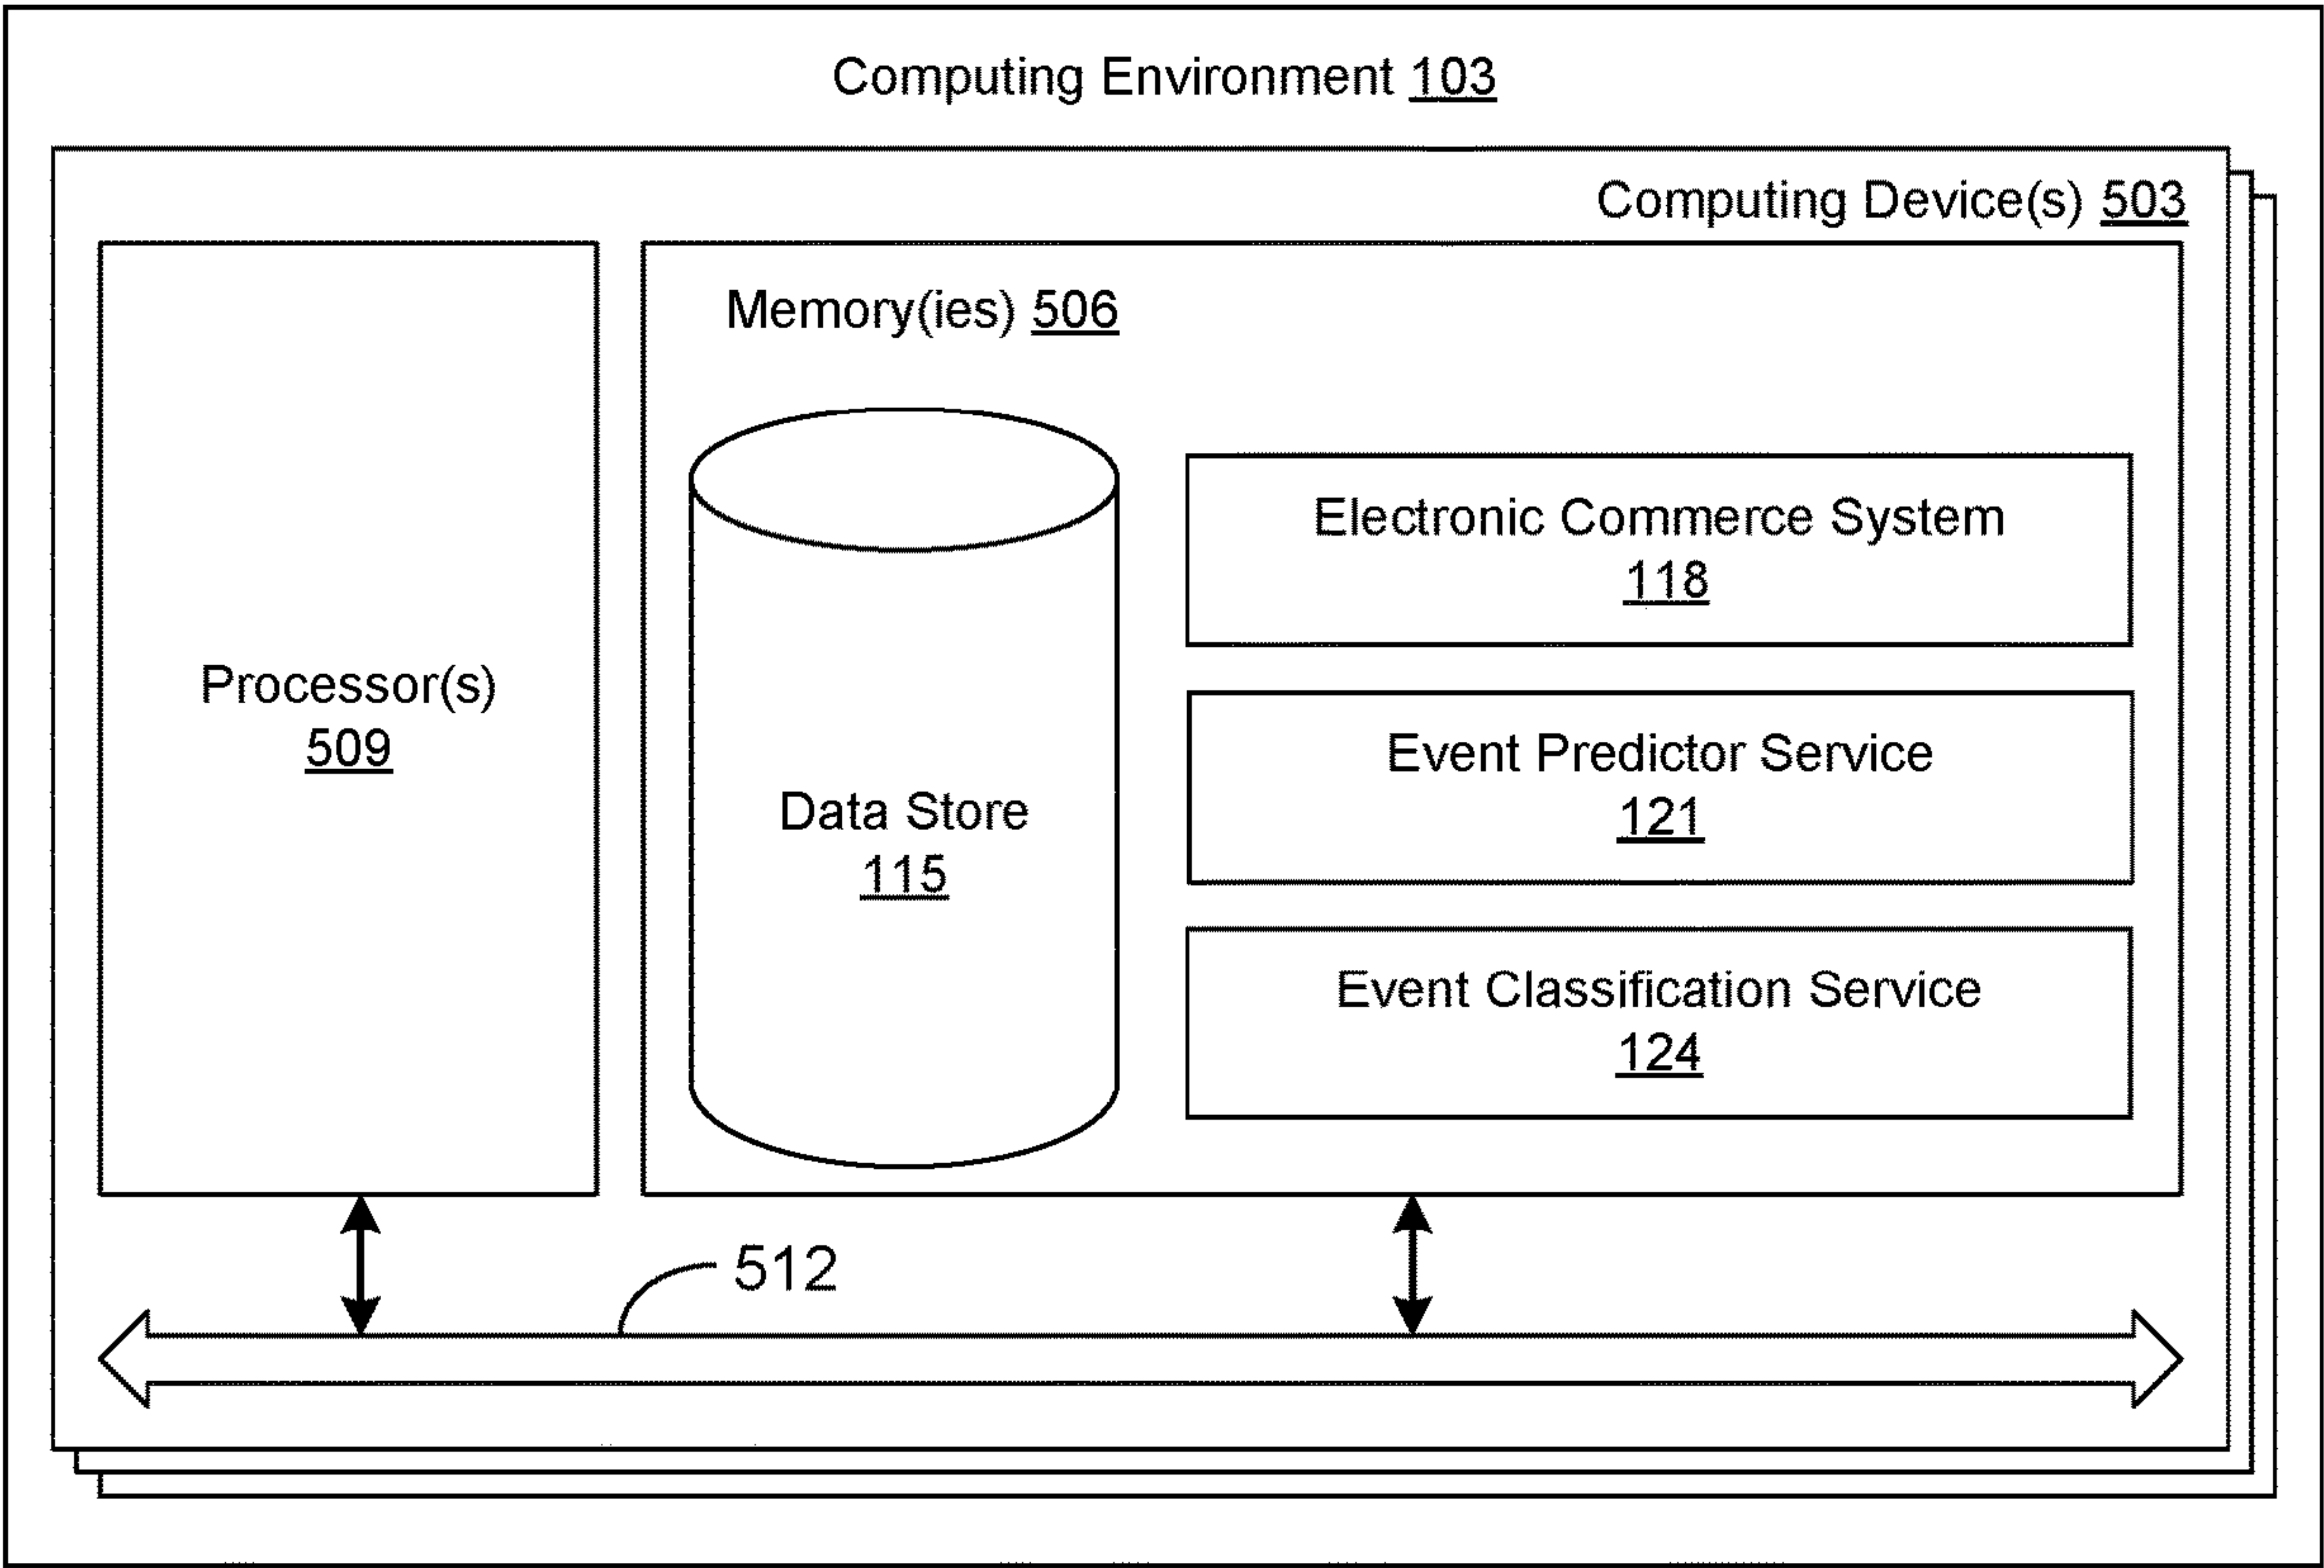 Computing Environment 103
Computing Device(s) 503
Memory(ies) 506
Processor(s)
509
Data Store
115
Electronic Commerce System
118
Event Predictor Service
121
Event Classification Service
124
512